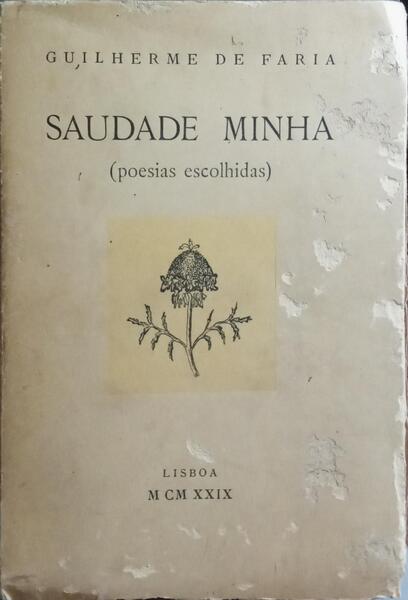 GUILHERME DE FARIA
SAUDADE MINHA
(poesias escolhidas)
LISBOA
MCMXXIX